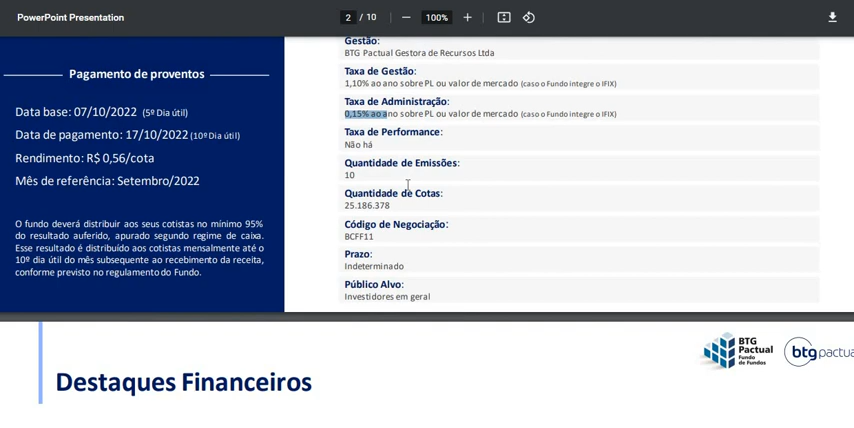 PowerPoint Presentation
2 / 10
100%
Pagamento de proventos
Data base: 07/10/2022 (5º Dia útil)
Data de pagamento: 17/10/2022 (10º Dia útil)
Rendimento: R$ 0,56/cota
Mês de referência: Setembro/2022
O fundo deverá distribuir aos seus cotistas no mínimo 95%
do resultado auferido, apurado segundo regime de caixa.
Esse resultado é distribuído aos cotistas mensalmente até o
10º dia útil do mês subsequente ao recebimento da receita,
conforme previsto no regulamento do Fundo.
Gestão:
BTG Pactual Gestora de Recursos Ltda
Taxa de Gestão:
1,10% ao ano sobre PL ou valor de mercado (caso o Fundo integre o IFIX)
Taxa de Administração:
0,15% ao ano sobre PL ou valor de mercado (caso o Fundo integre o IFIX)
Taxa de Performance:
Não há
Quantidade de Emissões:
10
Quantidade de Cotas:
25.186.378
Código de Negociação:
BCFF11
Prazo:
Indeterminado
Público Alvo:
Investidores em geral
Destaques Financeiros
BTG
Pactual
Fundo
de Fundos
btg pactua